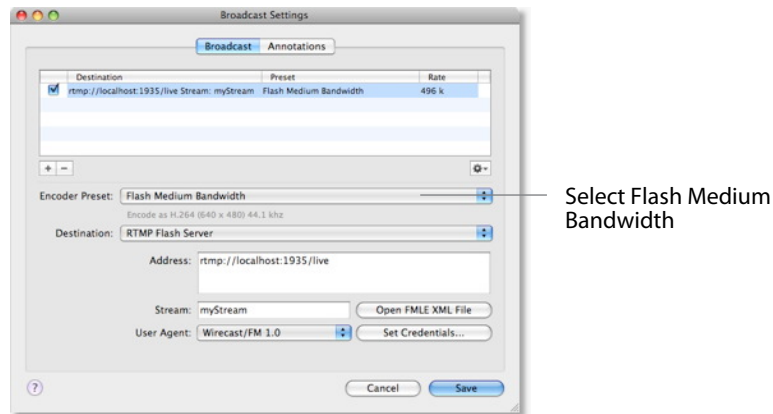 Broadcast Settings
Broadcast Annotations
Destination Preset Rate
rtmp://localhost:1935/live Stream: myStream Flash Medium Bandwidth 496 k
+ −
Encoder Preset: Flash Medium Bandwidth
Select Flash Medium
Bandwidth
Encode as H.264 (640 x 480) 44.1 khz
Destination: RTMP Flash Server
Address: rtmp://localhost:1935/live
Stream: myStream Open FMLE XML File
User Agent: Wirecast/FM 1.0 Set Credentials...
? Cancel Save